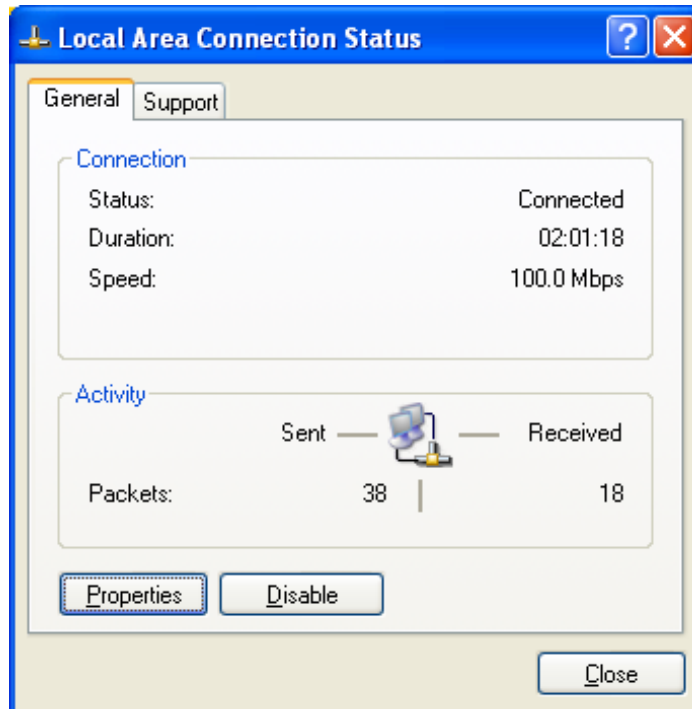 Local Area Connection Status
?
General Support
Connection
Status: Connected
Duration: 02:01:18
Speed: 100.0 Mbps
Activity
Sent Received
Packets: 38 18
Properties Disable
Close